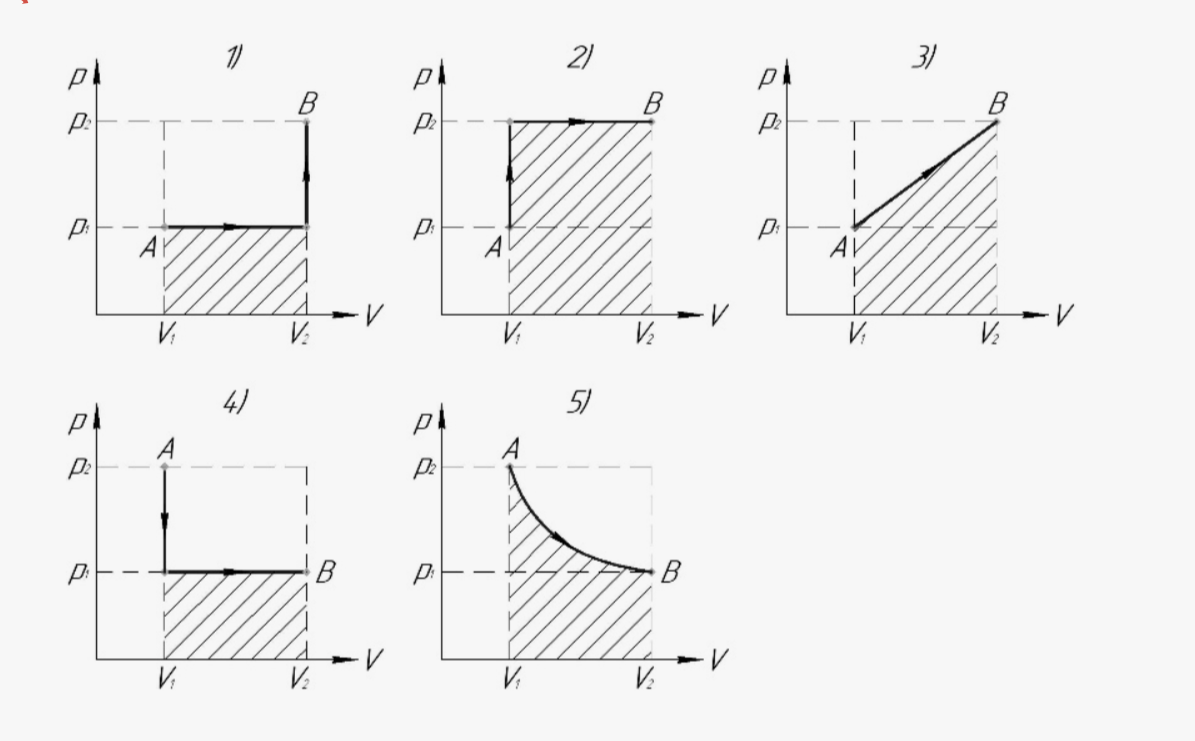 1)
p
B
p₂
p₁
A
V₁
V₂
V
2)
p
B
p₂
p₁
A
V₁
V₂
V
3)
p
B
p₂
p₁
A
V₁
V₂
V
4)
p
A
p₂
p₁
B
V₁
V₂
V
5)
p
A
p₂
p₁
B
V₁
V₂
V